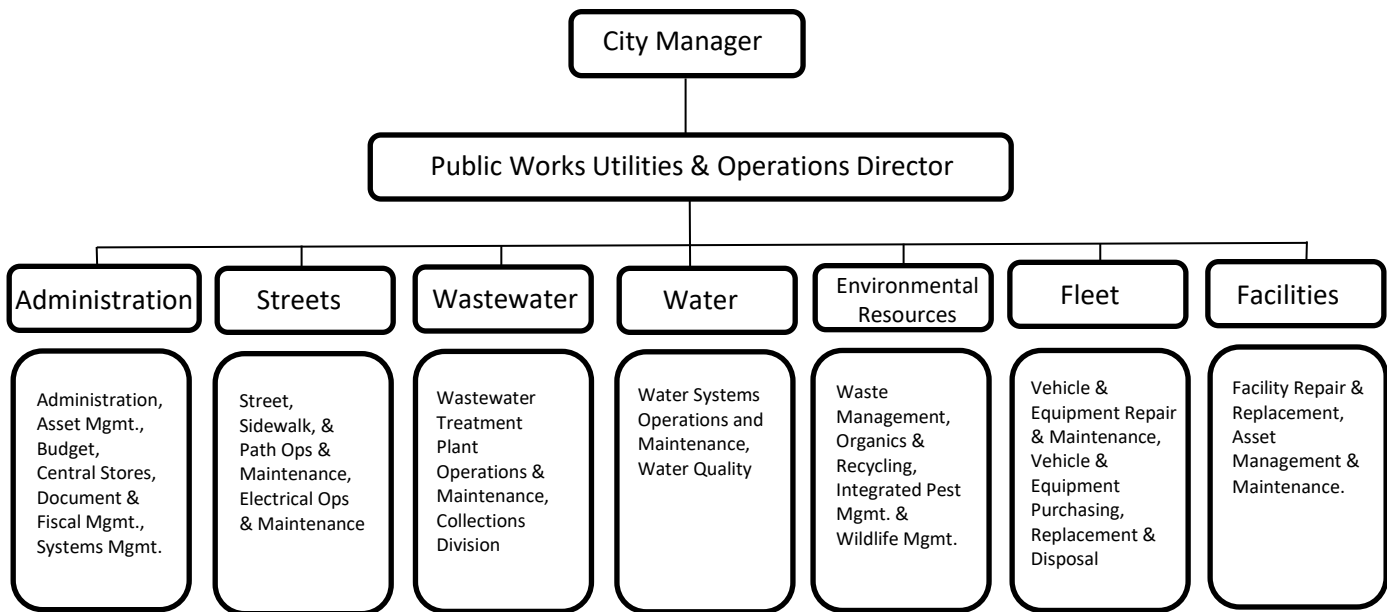 City Manager
Public Works Utilities & Operations Director
Administration
Streets
Wastewater
Water
Environmental
Resources
Fleet
Facilities
Administration,
Asset Mgmt.,
Budget,
Central Stores,
Document &
Fiscal Mgmt.,
Systems Mgmt.
Street,
Sidewalk, &
Path Ops &
Maintenance,
Electrical Ops
& Maintenance
Wastewater
Treatment
Plant
Operations &
Maintenance,
Collections
Division
Water Systems
Operations and
Maintenance,
Water Quality
Waste
Management,
Organics &
Recycling,
Integrated Pest
Mgmt. &
Wildlife Mgmt.
Vehicle &
Equipment Repair
& Maintenance,
Vehicle &
Equipment
Purchasing,
Replacement &
Disposal
Facility Repair &
Replacement,
Asset
Management &
Maintenance.